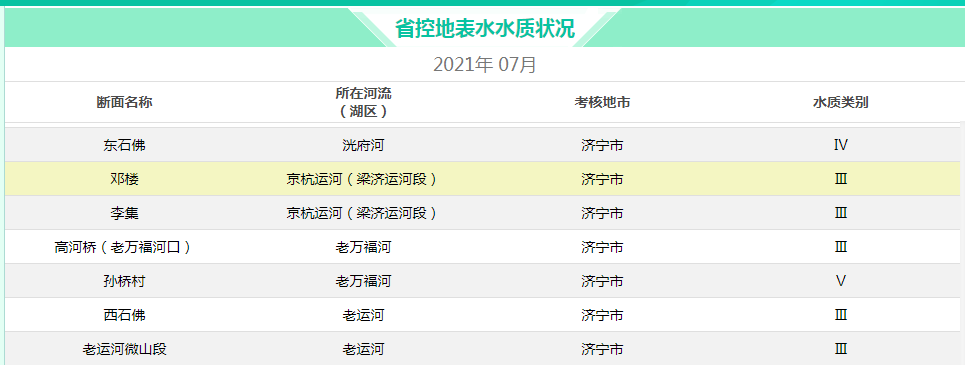 省控地表水水质状况
2021年 07月
断面名称 所在河流（湖区） 考核地市 水质类别
东石佛 洸府河 济宁市 Ⅳ
邓楼 京杭运河（梁济运河段） 济宁市 Ⅲ
李集 京杭运河（梁济运河段） 济宁市 Ⅲ
高河桥（老万福河口） 老万福河 济宁市 Ⅲ
孙桥村 老万福河 济宁市 Ⅴ
西石佛 老运河 济宁市 Ⅲ
老运河微山段 老运河 济宁市 Ⅲ